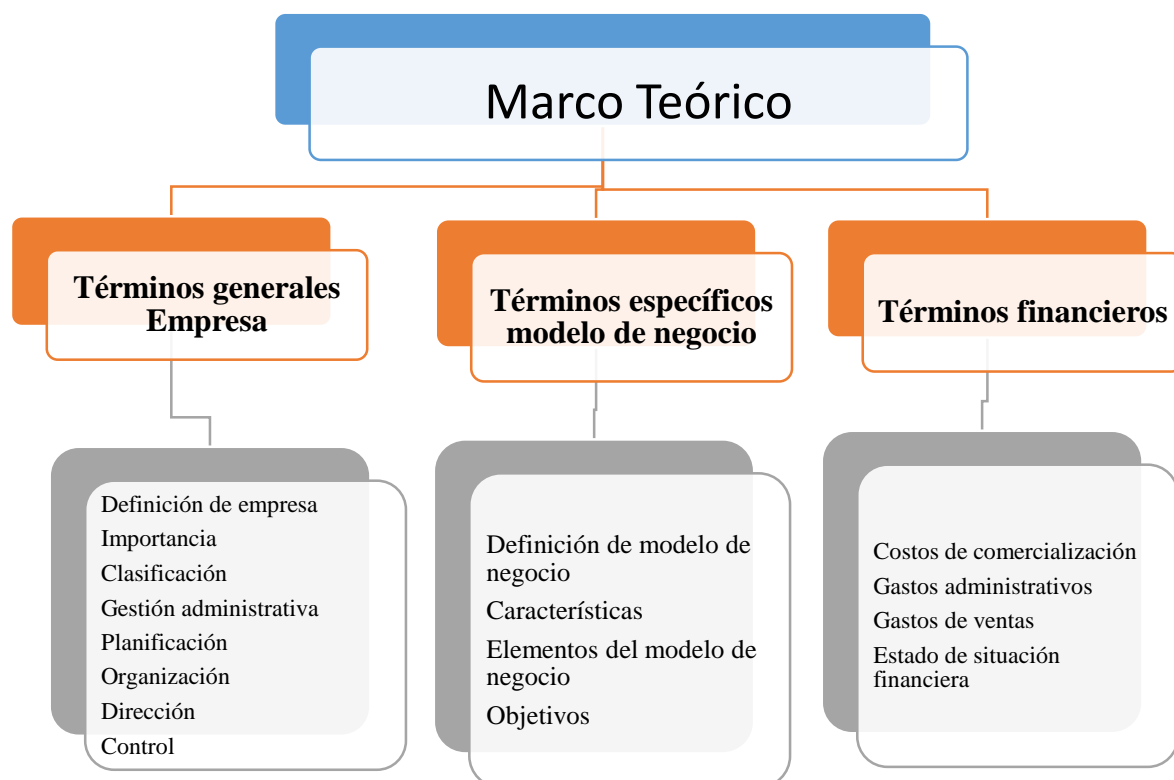 Marco Teórico
Términos generales
Empresa
Términos específicos
modelo de negocio
Términos financieros
Definición de empresa
Importancia
Clasificación
Gestión administrativa
Planificación
Organización
Dirección
Control
Definición de modelo de
negocio
Características
Elementos del modelo de
negocio
Objetivos
Costos de comercialización
Gastos administrativos
Gastos de ventas
Estado de situación
financiera